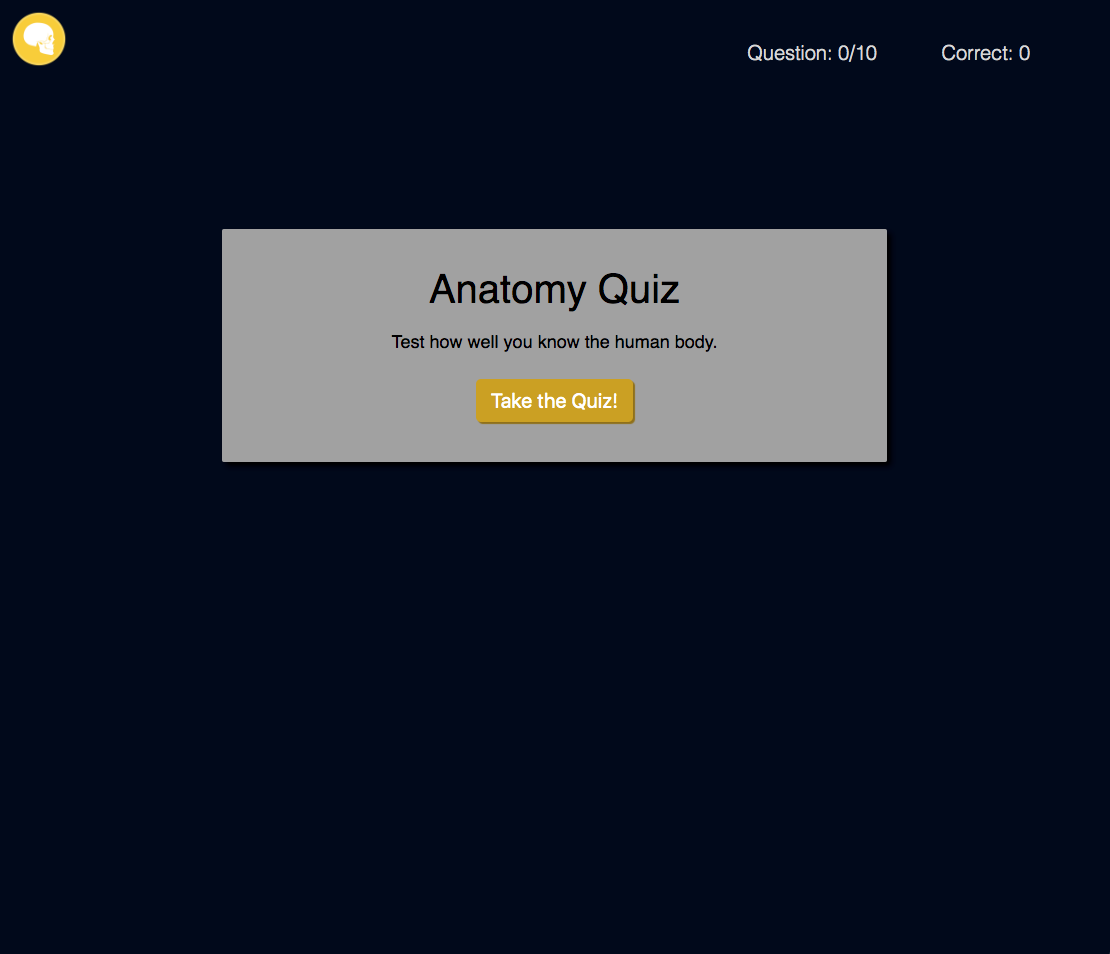 Question: 0/10 Correct: 0
Anatomy Quiz
Test how well you know the human body.
Take the Quiz!